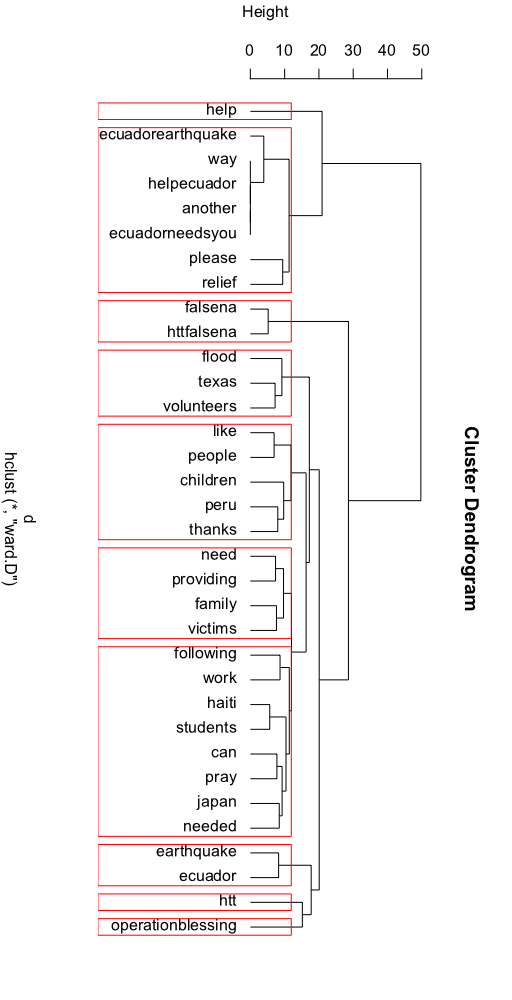 Height
0 10 20 30 40 50
help
ecuadorearthquake
way
helpecuador
another
ecuadorneedsyou
please
relief
falsena
httfalsena
flood
texas
volunteers
like
people
children
peru
thanks
need
providing
family
victims
following
work
haiti
students
can
pray
japan
needed
earthquake
ecuador
htt
operationblessing
Cluster Dendrogram
d
hclust (*, "ward.D")